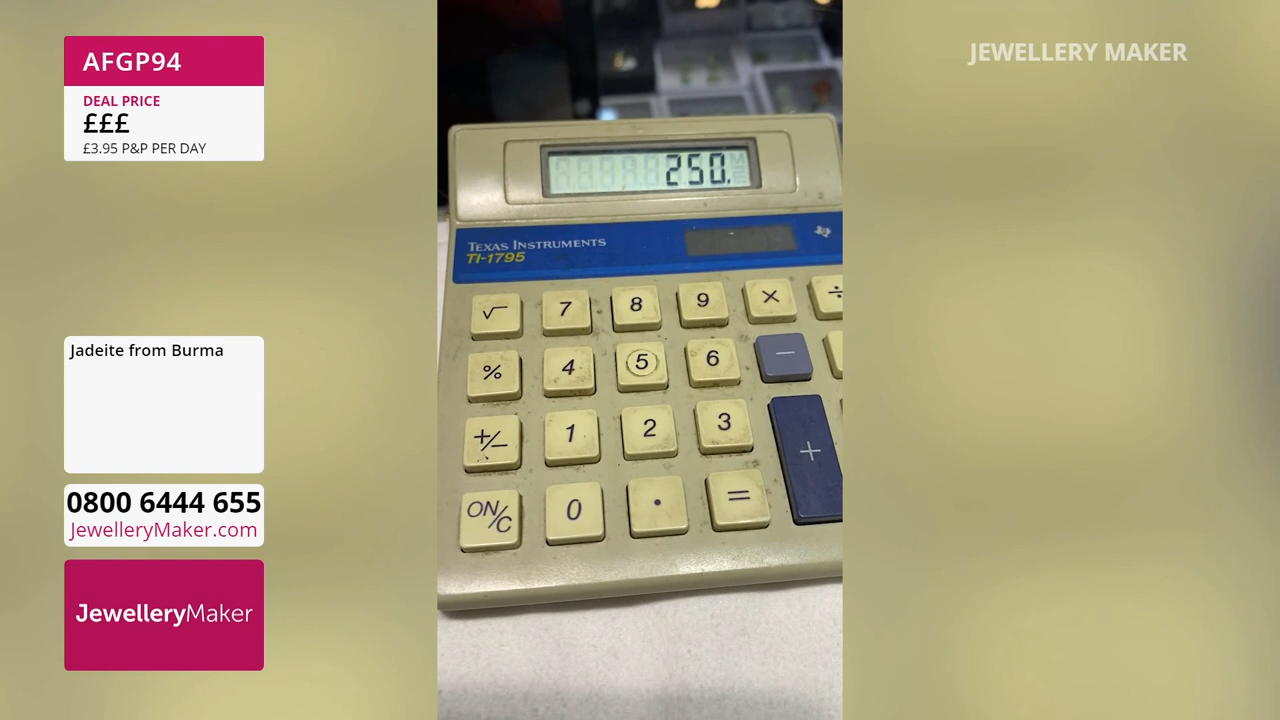 AFGP94
DEAL PRICE
£££
£3.95 P&P PER DAY
Jadeite from Burma
0800 6444 655
JewelleryMaker.com
JewelleryMaker
JEWELLERY MAKER
250.
TEXAS INSTRUMENTS
TI-1795
√ 7 8 9 × ÷
% 4 5 6 −
+/− 1 2 3 +
ON/C 0 . =